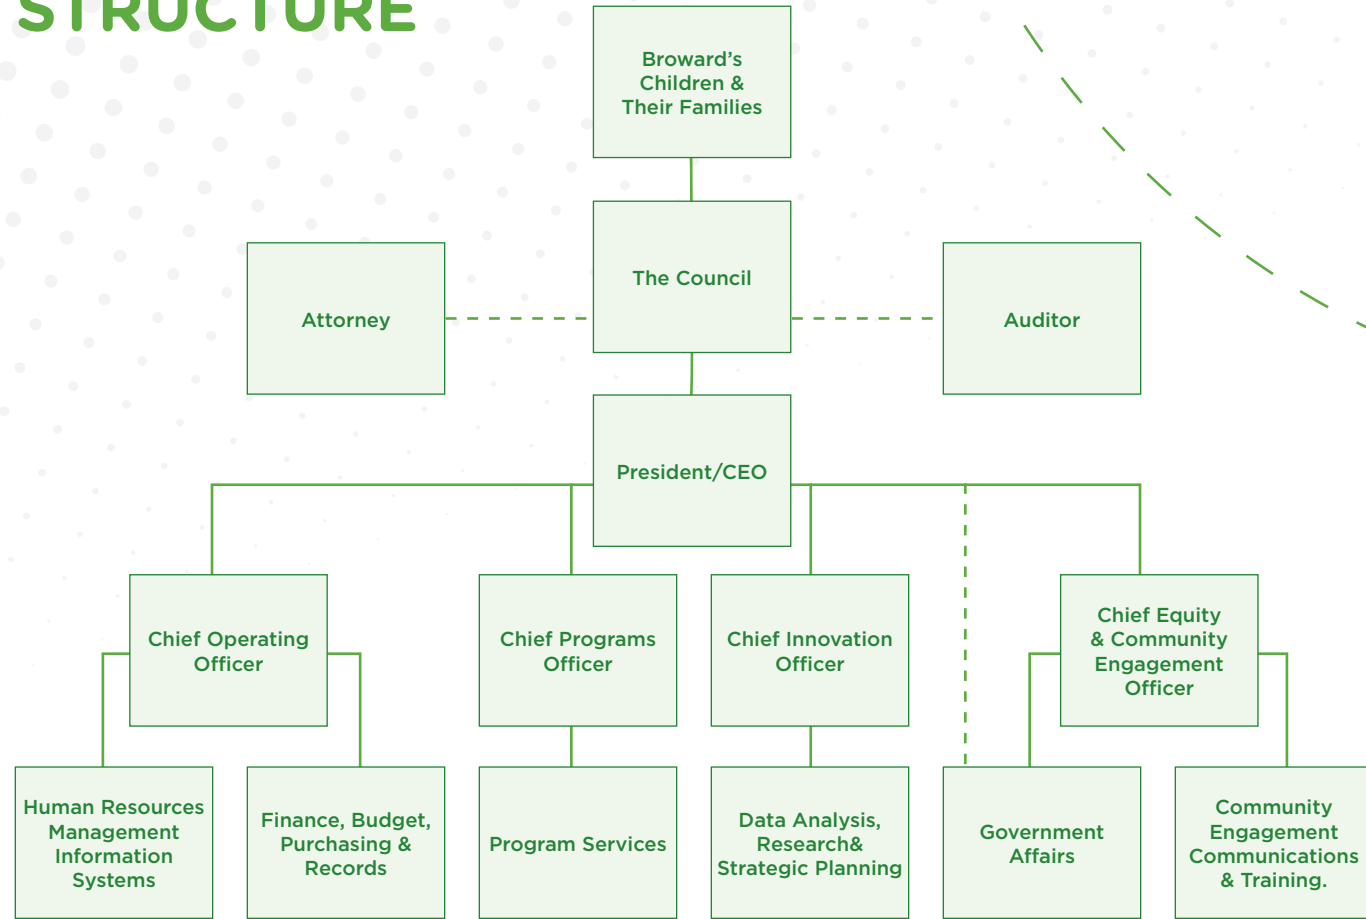 STRUCTURE
Broward's
Children &
Their Families
The Council
Attorney
Auditor
President/CEO
Chief Operating
Officer
Chief Programs
Officer
Chief Innovation
Officer
Chief Equity
& Community
Engagement
Officer
Human Resources
Management
Information
Systems
Finance, Budget,
Purchasing &
Records
Program Services
Data Analysis,
Research&
Strategic Planning
Government
Affairs
Community
Engagement
Communications
& Training.